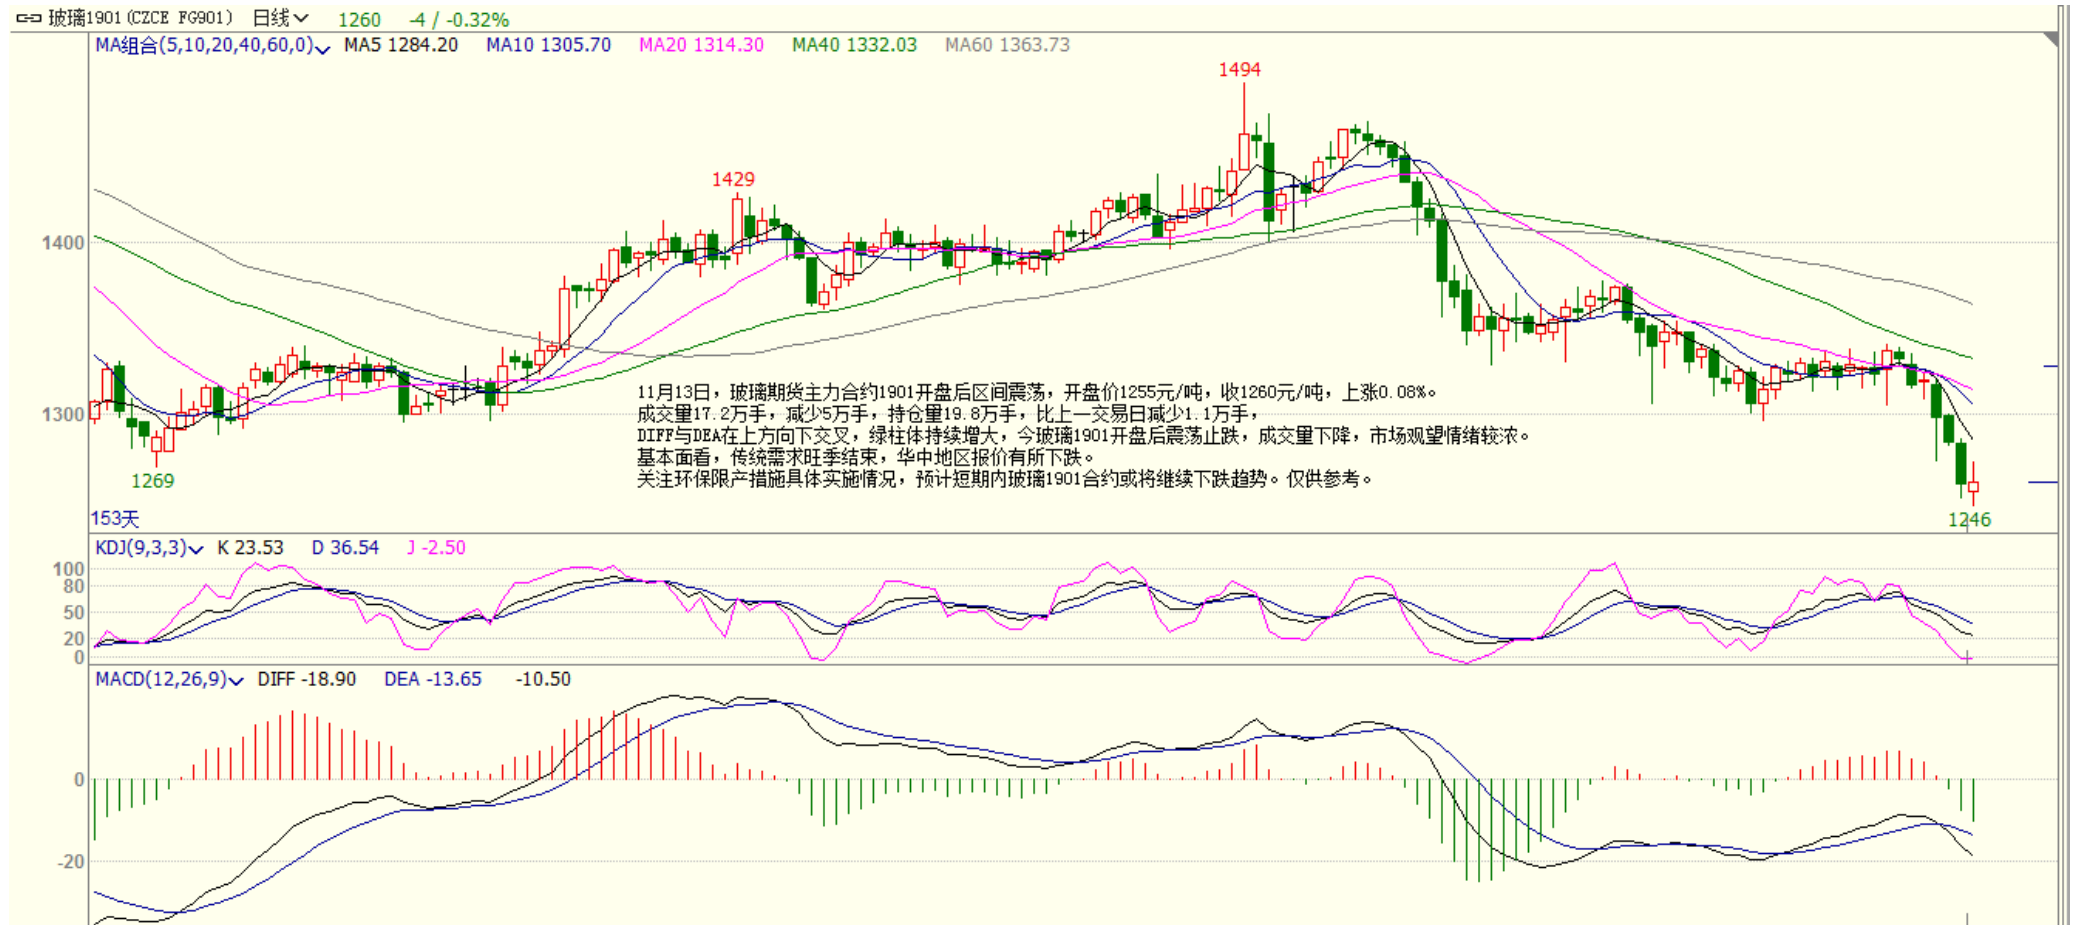 玻璃1901(CZCE FG901) 日线 1260 -4 / -0.32%
MA组合(5,10,20,40,60,0) MA5 1284.20 MA10 1305.70 MA20 1314.30 MA40 1332.03 MA60 1363.73
1494
1429
1400
11月13日，玻璃期货主力合约1901开盘后区间震荡，开盘价1255元/吨，收1260元/吨，上涨0.08%。
1300
成交量17.2万手，减少5万手，持仓量19.8万手，比上一交易日减少1.1万手，
DIFF与DEA在上方向下交叉，绿柱体持续增大，今玻璃1901开盘后震荡止跌，成交量下降，市场观望情绪较浓。
基本面看，传统需求旺季结束，华中地区报价有所下跌。
关注环保限产措施具体实施情况，预计短期内玻璃1901合约或将继续下跌趋势。仅供参考。
1269
153天
1246
KDJ(9,3,3) K 23.53 D 36.54 J -2.50
100
80
50
20
0
MACD(12,26,9) DIFF -18.90 DEA -13.65 -10.50
0
-20